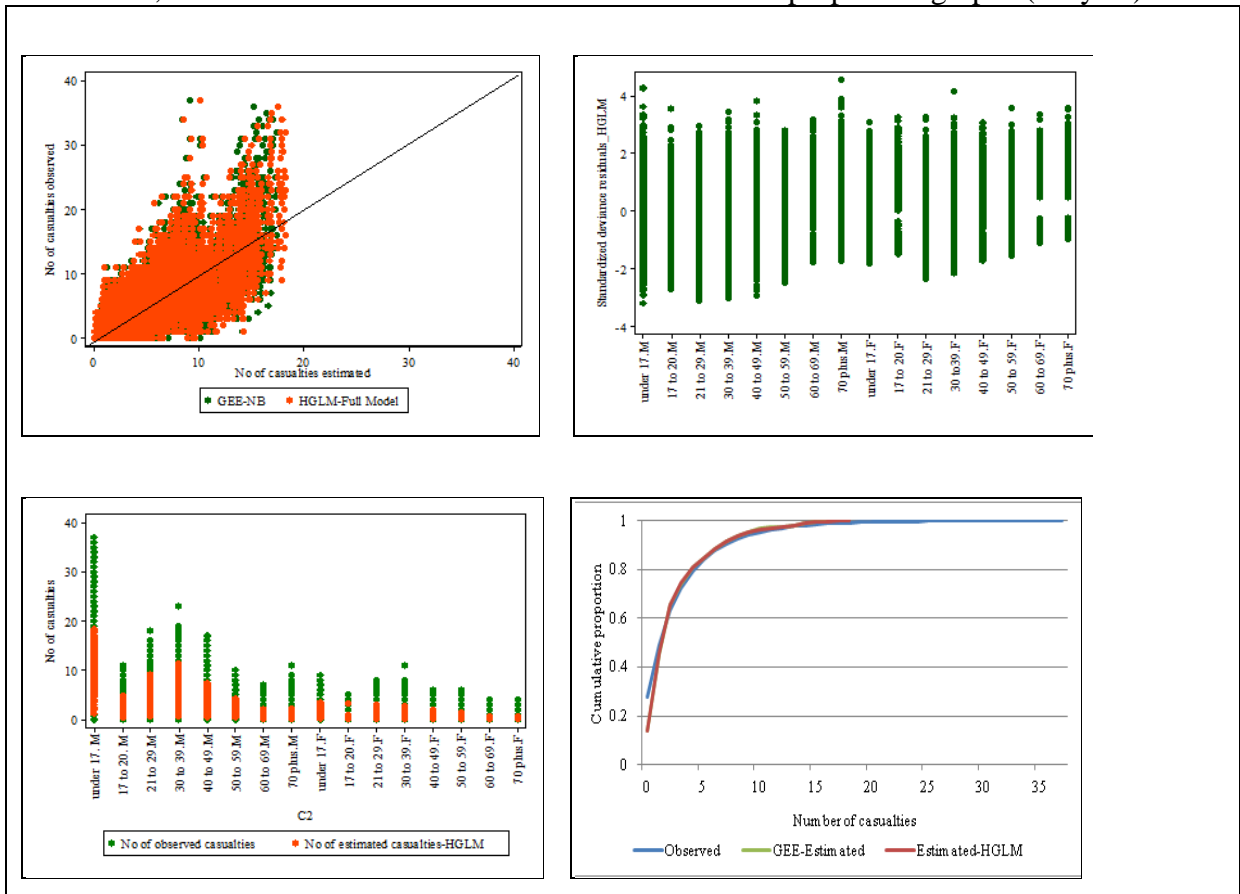 40
30
20
10
0
No of casualties observed
0 10 20 30 40
No of casualties estimated
GEE-NB HGLM-Full Model
4
2
0
-2
-4
Standardized deviance residuals_HGLM
under 17.M
17 to 20.M
21 to 29.M
30 to 39.M
40 to 49.M
50 to 59.M
60 to 69.M
70 plus.M
under 17.F
17 to 20.F
21 to 29.F
30 to39.F
40 to 49.F
50 to 59.F
60 to 69.F
70 plus.F
40
30
20
10
0
No of casualties
under 17. M
17 to 20. M
21 to 29.M
30 to 39.M
40 to 49.M
50 to 59.M
60 to 69.M
70 plus.M
under 17.F
17 to 20.F
21 to 29.F
30 to 39.F
40 to 49.F
50 to 59.F
60 to 69.F
70 plus.F
C2
No of observed casualties No of estimated casualties-HGLM
1
0.8
0.6
0.4
0.2
0
Cumulative proportion
0 5 10 15 20 25 30 35
Number of casualties
Observed GEE-Estimated Estimated-HGLM